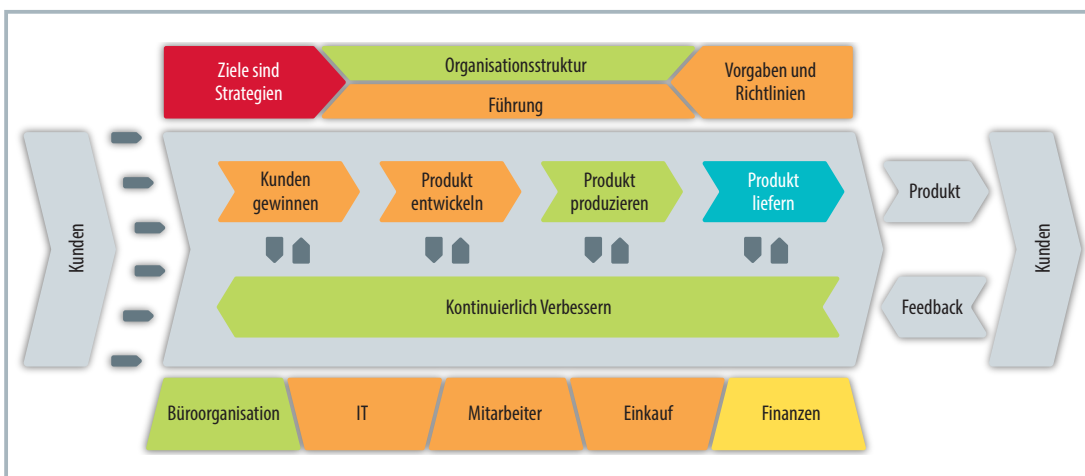 Ziele sind
Strategien
Organisationsstruktur
Führung
Vorgaben und
Richtlinien
Kunden
Kunden
gewinnen
Produkt
entwickeln
Produkt
produzieren
Produkt
liefern
Produkt
Kunden
Kontinuierlich Verbessern
Feedback
Büroorganisation
IT
Mitarbeiter
Einkauf
Finanzen